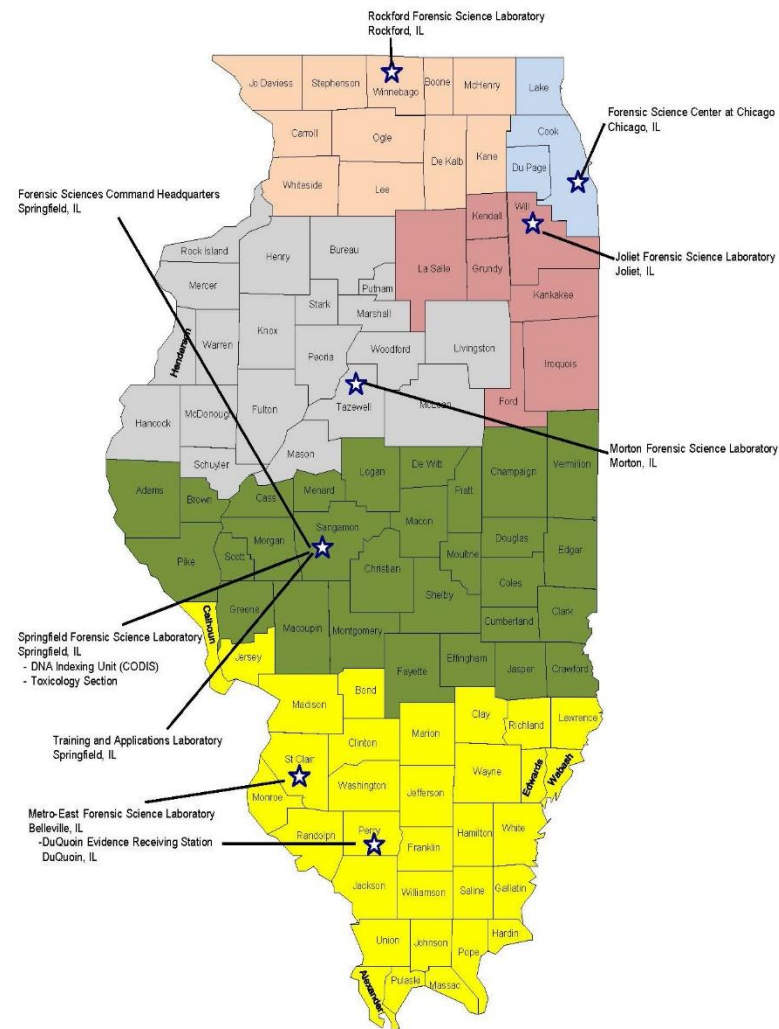 Rockford Forensic Science Laboratory
Rockford, IL
Jo Daviess
Stephenson
Winnebago
Boone
McHenry
Lake
Forensic Science Center at Chicago
Chicago, IL
Carroll
Ogle
De Kalb
Kane
Cook
Du Page
Whiteside
Lee
Forensic Sciences Command Headquarters
Springfield, IL
Kendall
Will
Joliet Forensic Science Laboratory
Joliet, IL
Rock Island
Henry
Bureau
La Salle
Grundy
Mercer
Putnam
Kankakee
Stark
Marshall
Henderson
Warren
Knox
Peoria
Woodford
Livingston
Iroquois
Hancock
McDonough
Fulton
Tazewell
McLean
Ford
Morton Forensic Science Laboratory
Morton, IL
Schuyler
Mason
Logan
De Witt
Champaign
Vermilion
Adams
Brown
Cass
Menard
Piatt
Sangamon
Macon
Morgan
Douglas
Pike
Scott
Christian
Moultrie
Edgar
Coles
Shelby
Greene
Macoupin
Montgomery
Cumberland
Clark
Calhoun
Springfield Forensic Science Laboratory
Springfield, IL
- DNA Indexing Unit (CODIS)
- Toxicology Section
Jersey
Fayette
Effingham
Jasper
Crawford
Bond
Madison
Clay
Richland
Lawrence
Marion
Training and Applications Laboratory
Springfield, IL
Clinton
St Clair
Wayne
Edwards
Wabash
Washington
Jefferson
Monroe
Metro-East Forensic Science Laboratory
Belleville, IL
-DuQuoin Evidence Receiving Station
DuQuoin, IL
Randolph
Perry
Hamilton
White
Franklin
Jackson
Williamson
Saline
Gallatin
Union
Johnson
Pope
Hardin
Alexander
Pulaski
Massac